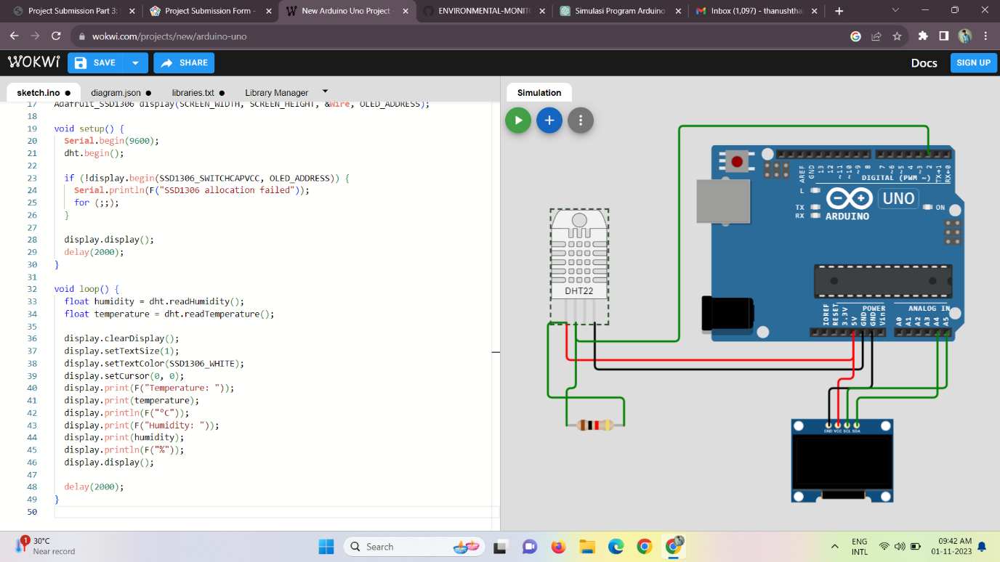 Project Submission Part 3:
Project Submission Form -
New Arduino Uno Project
ENVIRONMENTAL-MONIT
Simulasi Program Arduino
Inbox (1,097) - thanushtha
wokwi.com/projects/new/arduino-uno
WOKWi
SAVE
SHARE
Docs
SIGN UP
sketch.ino
diagram.json
libraries.txt
Library Manager
Simulation
17 Adafruit_SSD1306 display(SCREEN_WIDTH, SCREEN_HEIGHT, &Wire, OLED_ADDRESS);
18
19 void setup() {
20 Serial.begin(9600);
21 dht.begin();
22
23 if (!display.begin(SSD1306_SWITCHCAPVCC, OLED_ADDRESS)) {
24 Serial.println(F("SSD1306 allocation failed"));
25 for (;;);
26 }
27
28 display.display();
29 delay(2000);
30 }
31
32 void loop() {
33 float humidity = dht.readHumidity();
34 float temperature = dht.readTemperature();
35
36 display.clearDisplay();
37 display.setTextSize(1);
38 display.setTextColor(SSD1306_WHITE);
39 display.setCursor(0, 0);
40 display.print(F("Temperature: "));
41 display.print(temperature);
42 display.println(F("°C"));
43 display.print(F("Humidity: "));
44 display.print(humidity);
45 display.println(F("%"));
46 display.display();
47
48 delay(2000);
49 }
50
DHT22
AREF
GND
13
12
~11
~10
~9
8
7
~6
~5
4
~3
2
TX→1
RX←0
DIGITAL (PWM ~)
L
TX
RX
UNO
ON
ARDUINO
POWER
ANALOG IN
IOREF
RESET
3.3V
5V
GND
GND
Vin
A0
A1
A2
A3
A4
A5
GND VCC SCL SDA
1
30°C
Near record
Search
ENG
INTL
09:42 AM
01-11-2023